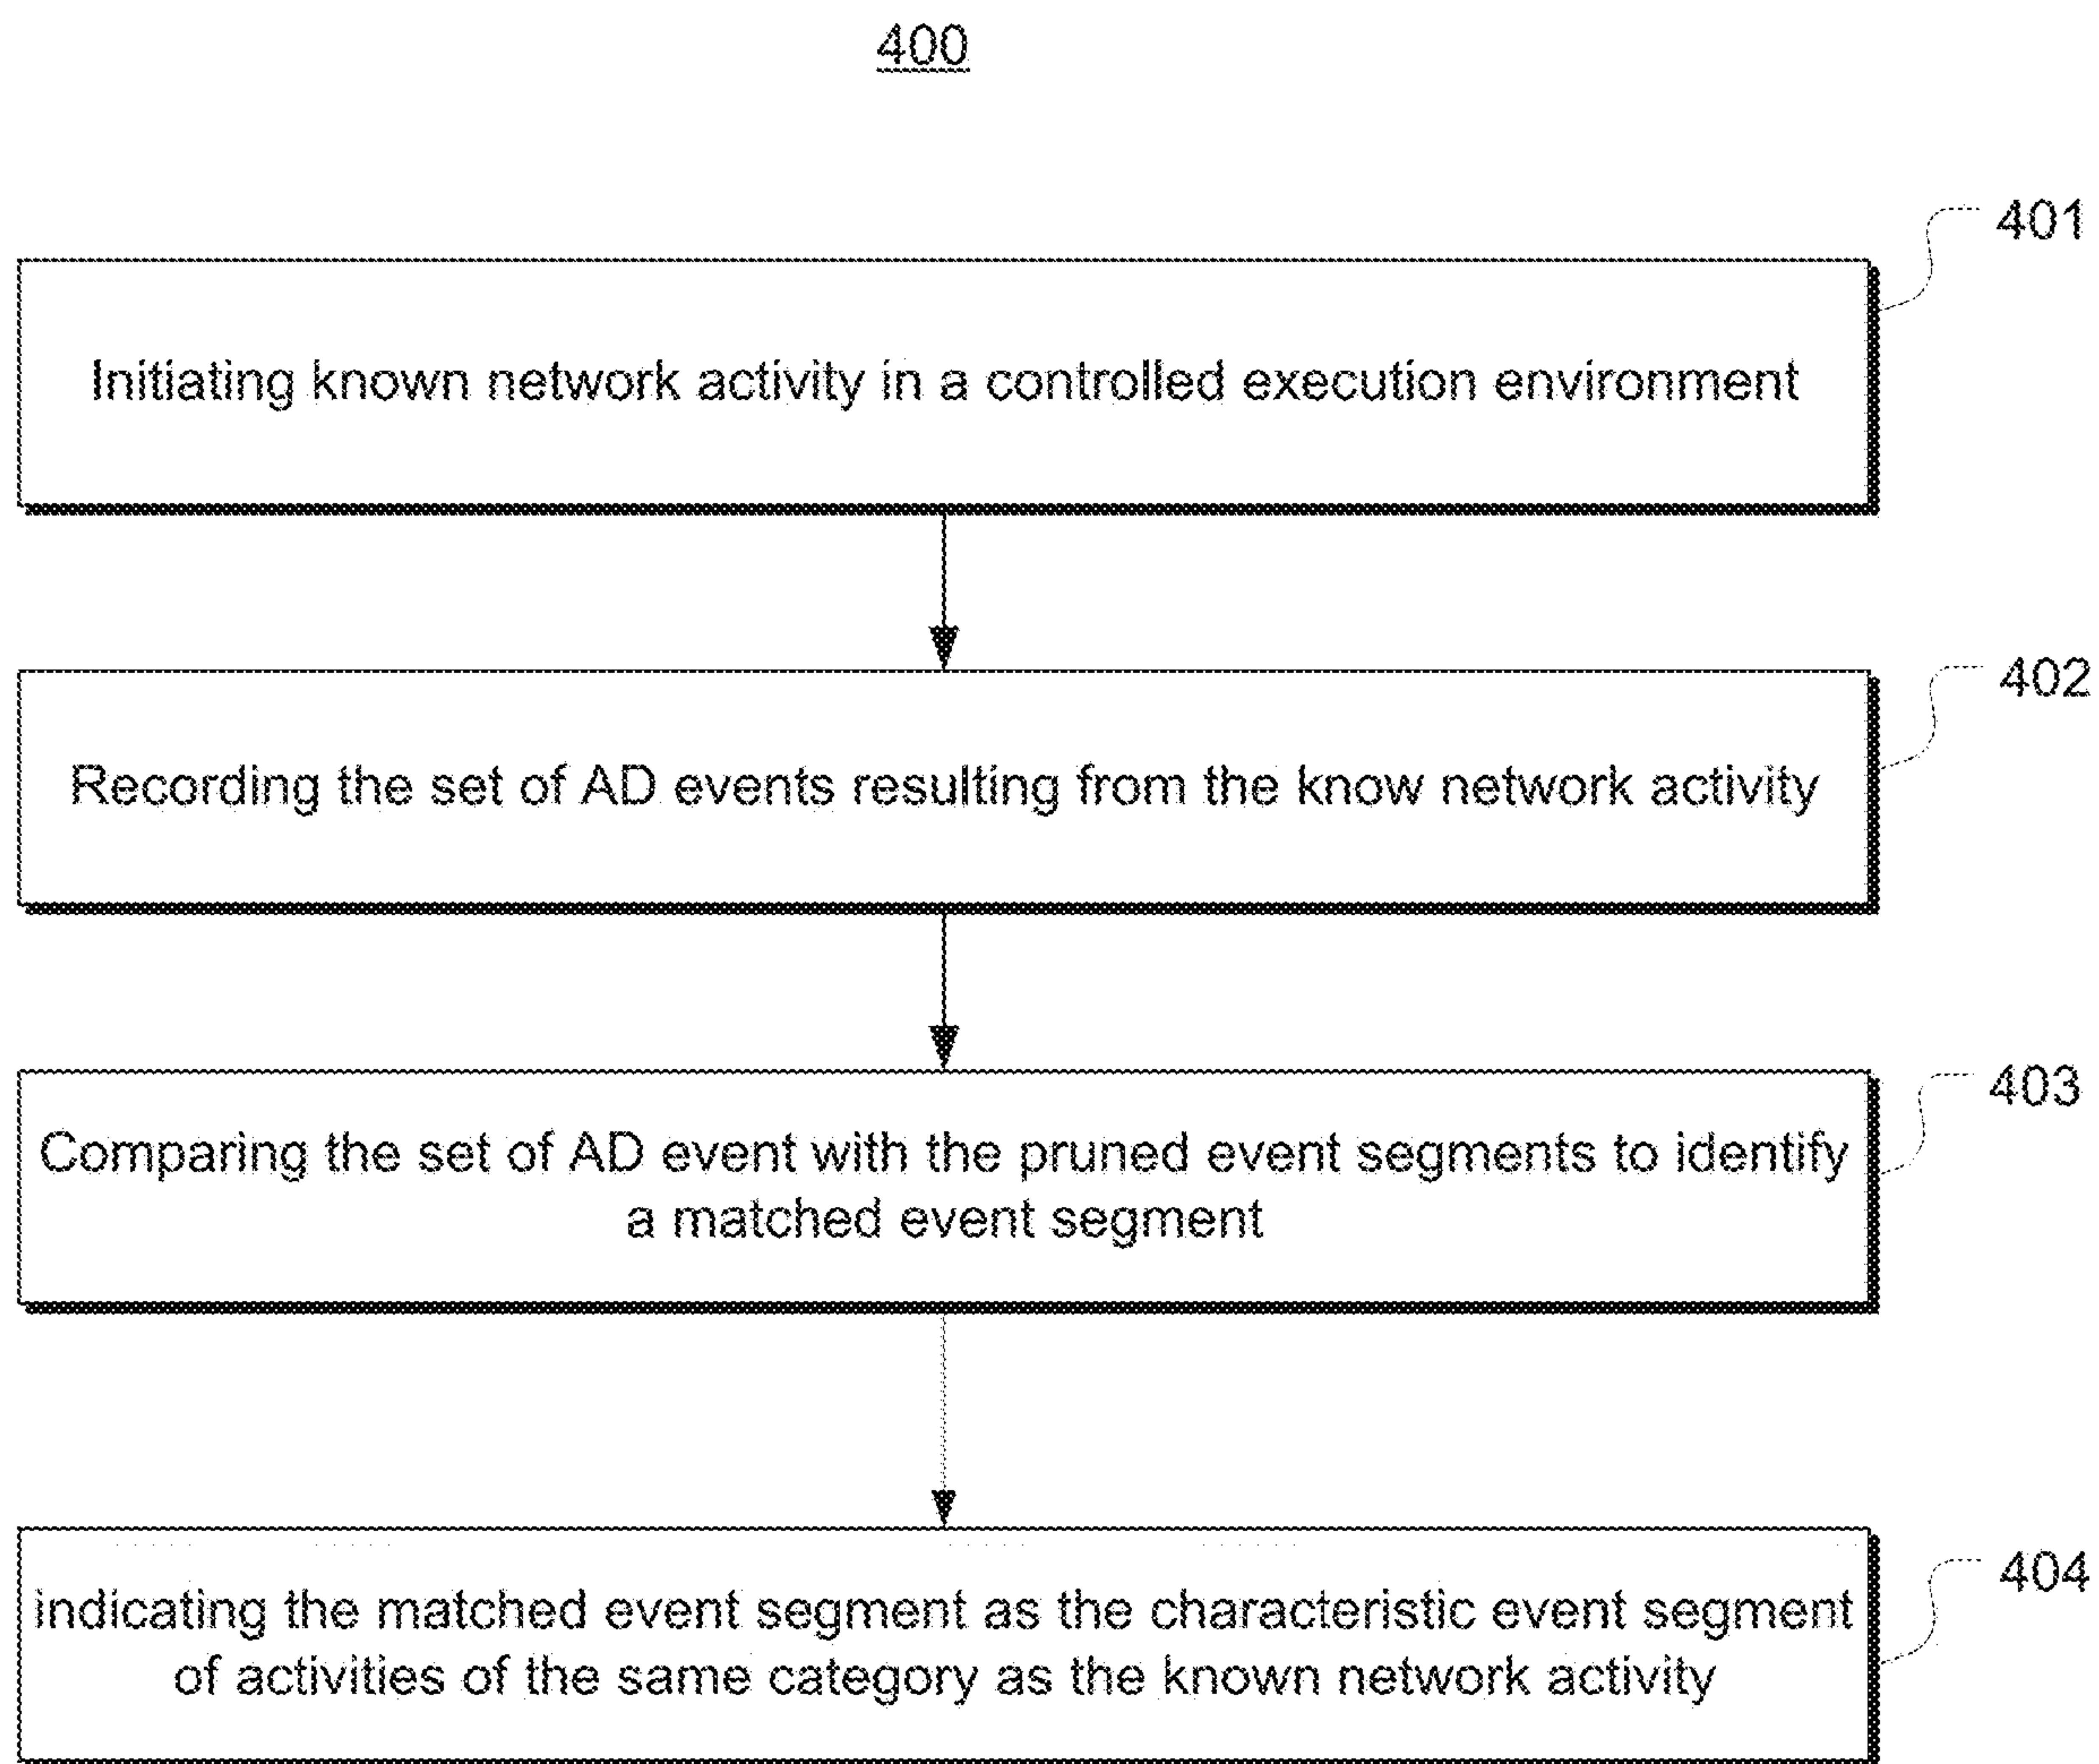 400
401
Initiating known network activity in a controlled execution environment
402
Recording the set of AD events resulting from the know network activity
403
Comparing the set of AD event with the pruned event segments to identify
a matched event segment
404
indicating the matched event segment as the characteristic event segment
of activities of the same category as the known network activity